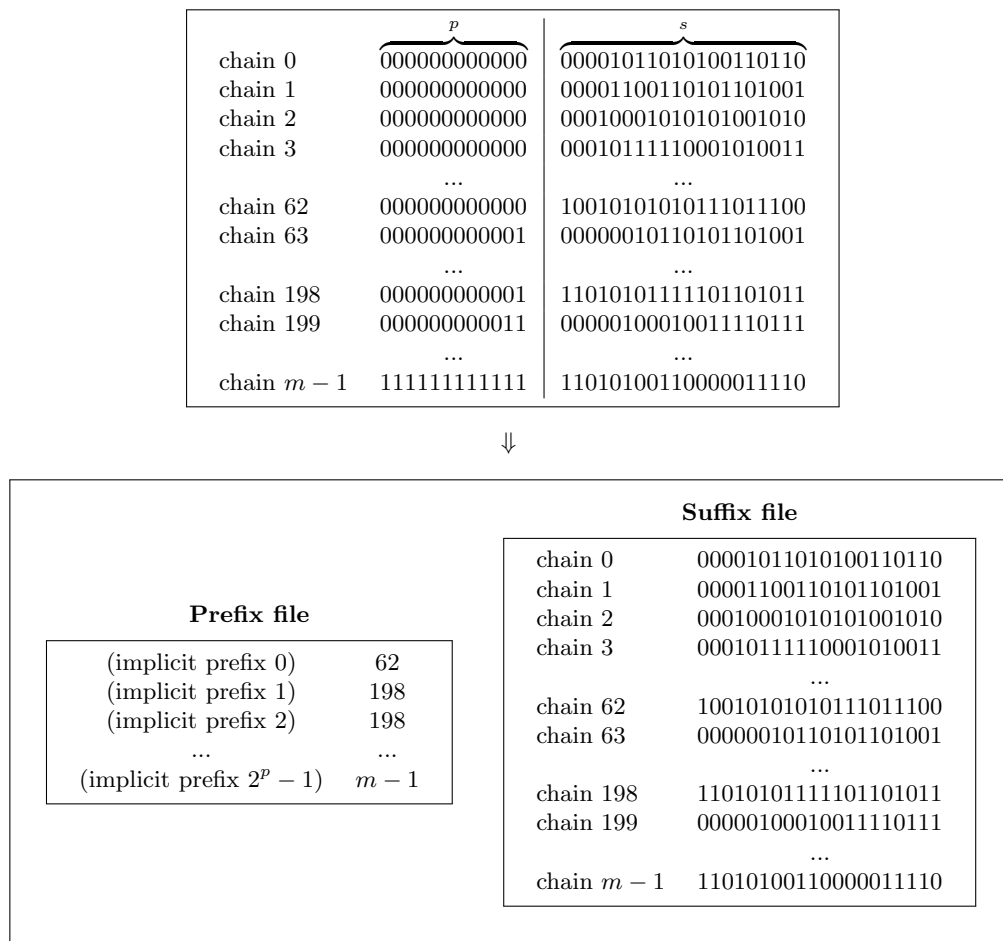 p s
chain 0 000000000000 00001011010100110110
chain 1 000000000000 00001100110101101001
chain 2 000000000000 00010001010101001010
chain 3 000000000000 00010111110001010011
... ...
chain 62 000000000000 10010101010111011100
chain 63 000000000001 00000010110101101001
... ...
chain 198 000000000001 11010101111101101011
chain 199 000000000011 00000100010011110111
... ...
chain m − 1 111111111111 11010100110000011110
⇓
Prefix file
(implicit prefix 0) 62
(implicit prefix 1) 198
(implicit prefix 2) 198
... ...
(implicit prefix 2^p − 1) m − 1
Suffix file
chain 0 00001011010100110110
chain 1 00001100110101101001
chain 2 00010001010101001010
chain 3 00010111110001010011
...
chain 62 10010101010111011100
chain 63 00000010110101101001
...
chain 198 11010101111101101011
chain 199 00000100010011110111
...
chain m − 1 11010100110000011110